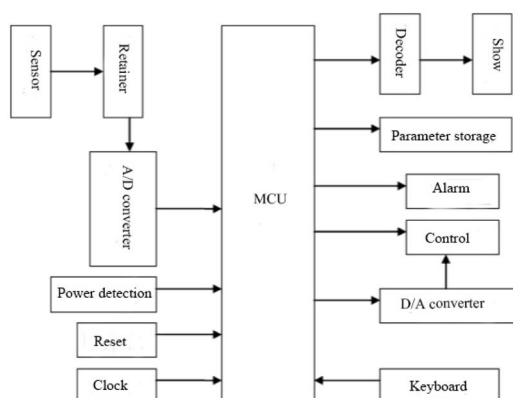 Sensor
Retainer
A/D converter
Power detection
Reset
Clock
MCU
Decoder
Show
Parameter storage
Alarm
Control
D/A converter
Keyboard